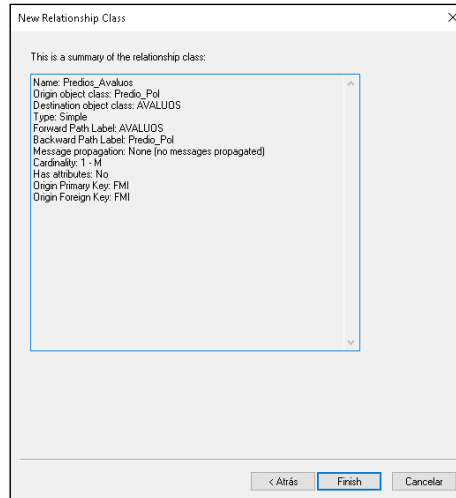 New Relationship Class
This is a summary of the relationship class:
Name: Predios_Avaluos
Origin object class: Predio_Pol
Destination object class: AVALUOS
Type: Simple
Forward Path Label: AVALUOS
Backward Path Label: Predio_Pol
Message propagation: None (no messages propagated)
Cardinality: 1 - M
Has attributes: No
Origin Primary Key: FMI
Origin Foreign Key: FMI
< Atrás Finish Cancelar